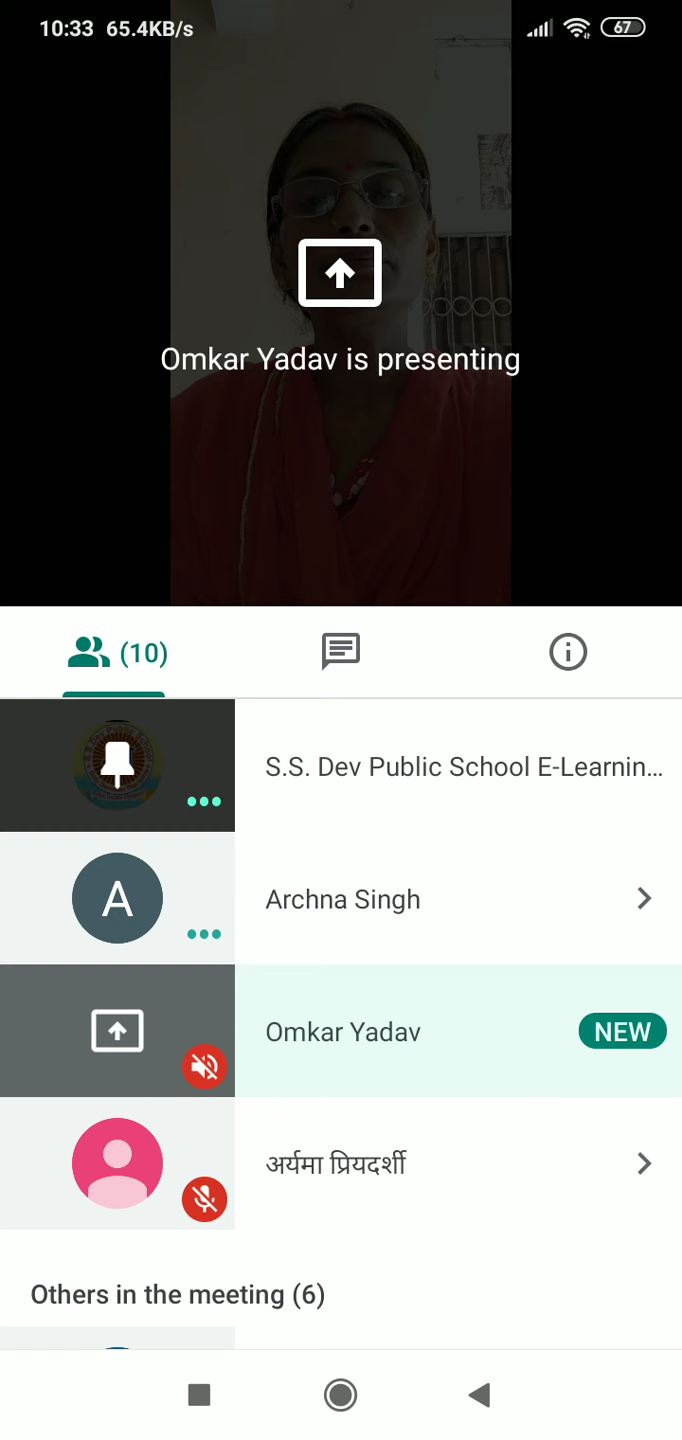 10:33 65.4KB/s 67
Omkar Yadav is presenting
(10)
S.S. Dev Public School E-Learnin...
A
Archna Singh
Omkar Yadav NEW
अर्यमा प्रियदर्शी
Others in the meeting (6)